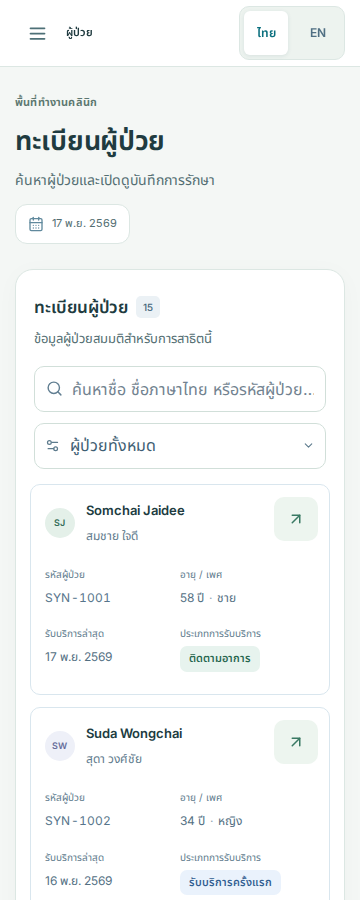 ผู้ป่วย
ไทย
EN
พื้นที่ทำงานคลินิก
ทะเบียนผู้ป่วย
ค้นหาผู้ป่วยและเปิดดูบันทึกการรักษา
17 พ.ย. 2569
ทะเบียนผู้ป่วย 15
ข้อมูลผู้ป่วยสมมติสำหรับการสาธิตนี้
ค้นหาชื่อ ชื่อภาษาไทย หรือรหัสผู้ป่วย...
ผู้ป่วยทั้งหมด
SJ
Somchai Jaidee
สมชาย ใจดี
รหัสผู้ป่วย
SYN-1001
อายุ / เพศ
58 ปี · ชาย
รับบริการล่าสุด
17 พ.ย. 2569
ประเภทการรับบริการ
ติดตามอาการ
SW
Suda Wongchai
สุดา วงศ์ชัย
รหัสผู้ป่วย
SYN-1002
อายุ / เพศ
34 ปี · หญิง
รับบริการล่าสุด
16 พ.ย. 2569
ประเภทการรับบริการ
รับบริการครั้งแรก